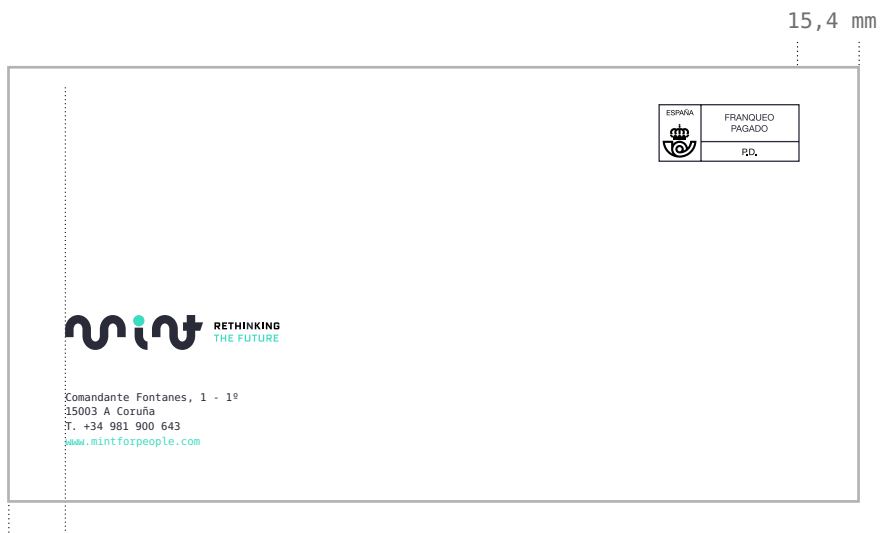 15,4 mm
ESPAÑA
FRANQUEO
PAGADO
P.D.
mint
RETHINKING
THE FUTURE
Comandante Fontanes, 1 - 1º
15003 A Coruña
T. +34 981 900 643
www.mintforpeople.com